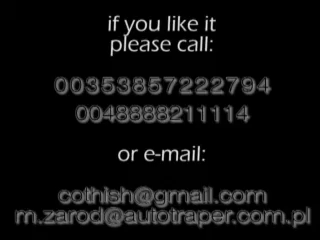 if you like it
please call:
00353857222794
0048888211114
or e-mail:
cothish@gmail.com
m.zarod@autotraper.com.pl